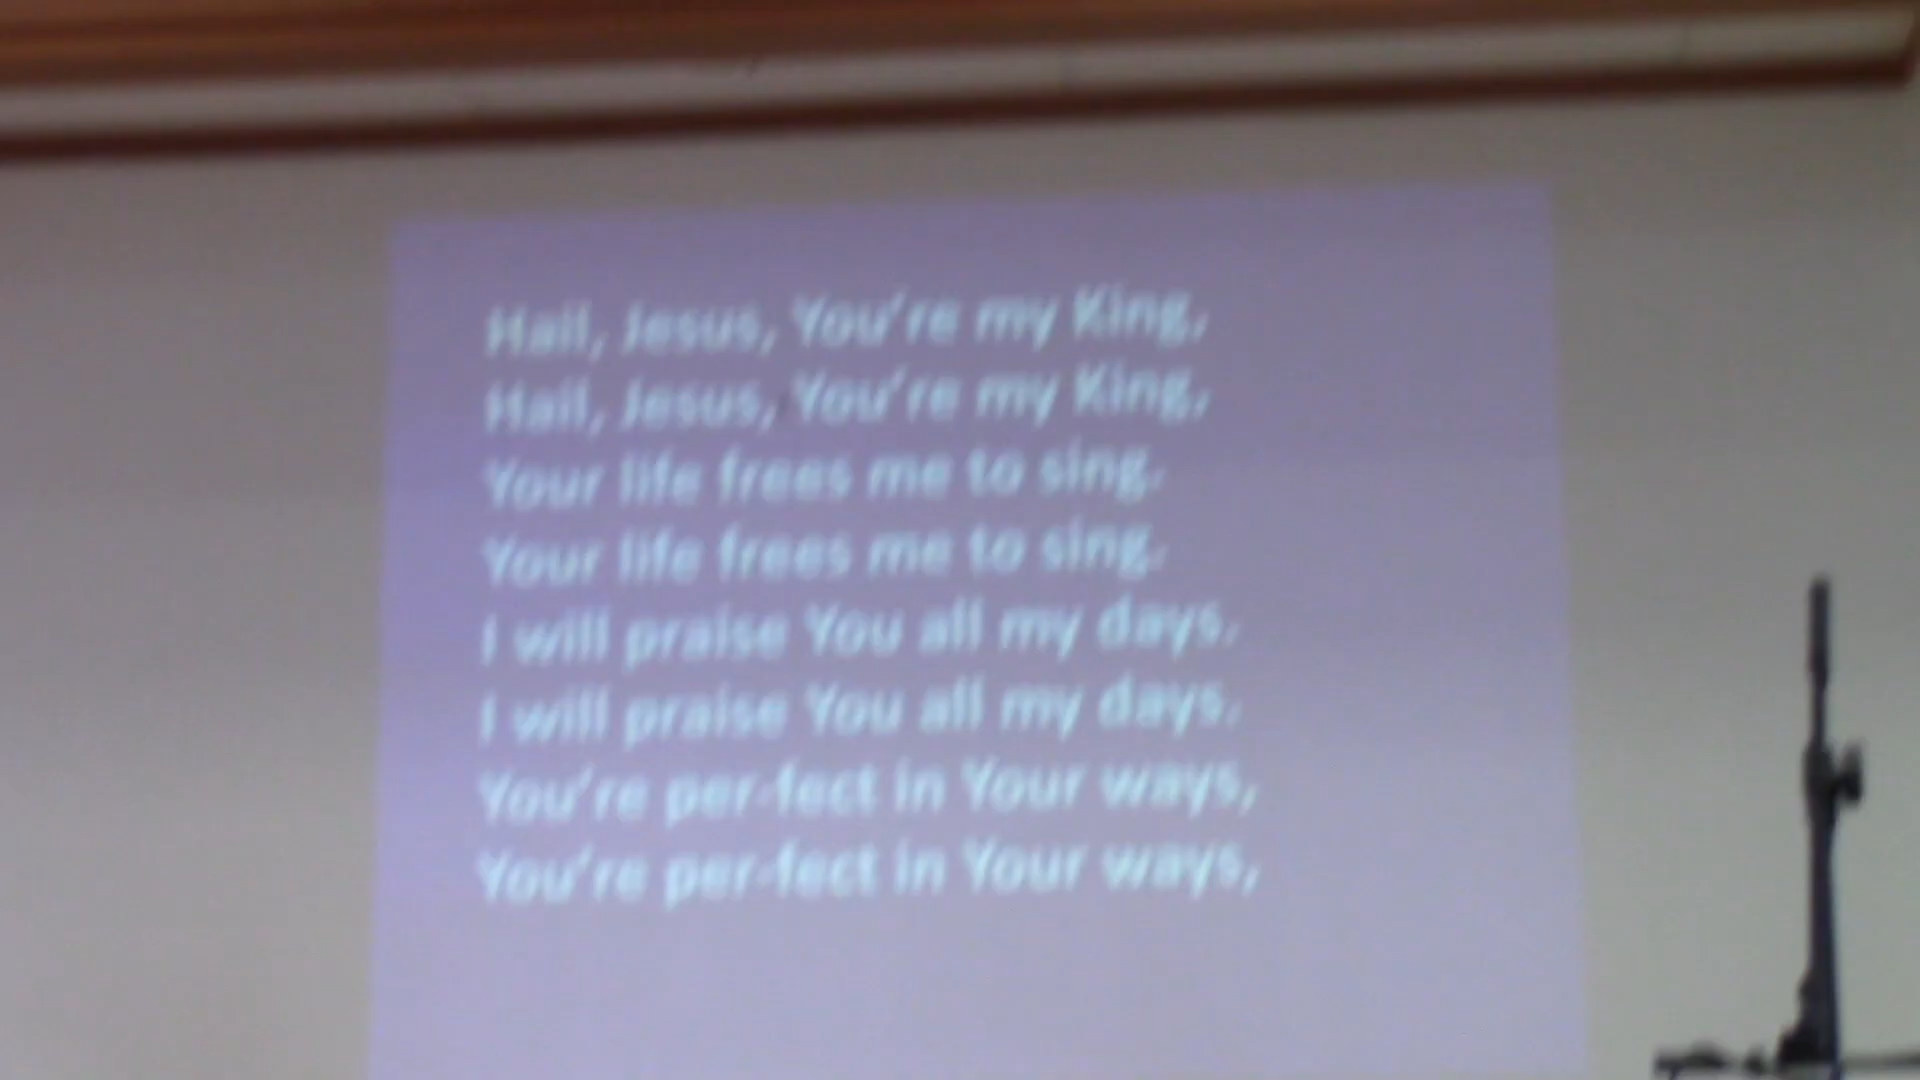 Hail, Jesus, You're my King,
Hail, Jesus, You're my King,
Your life frees me to sing.
Your life frees me to sing.
I will praise You all my days.
I will praise You all my days.
You're per-fect in Your ways,
You're per-fect in Your ways,